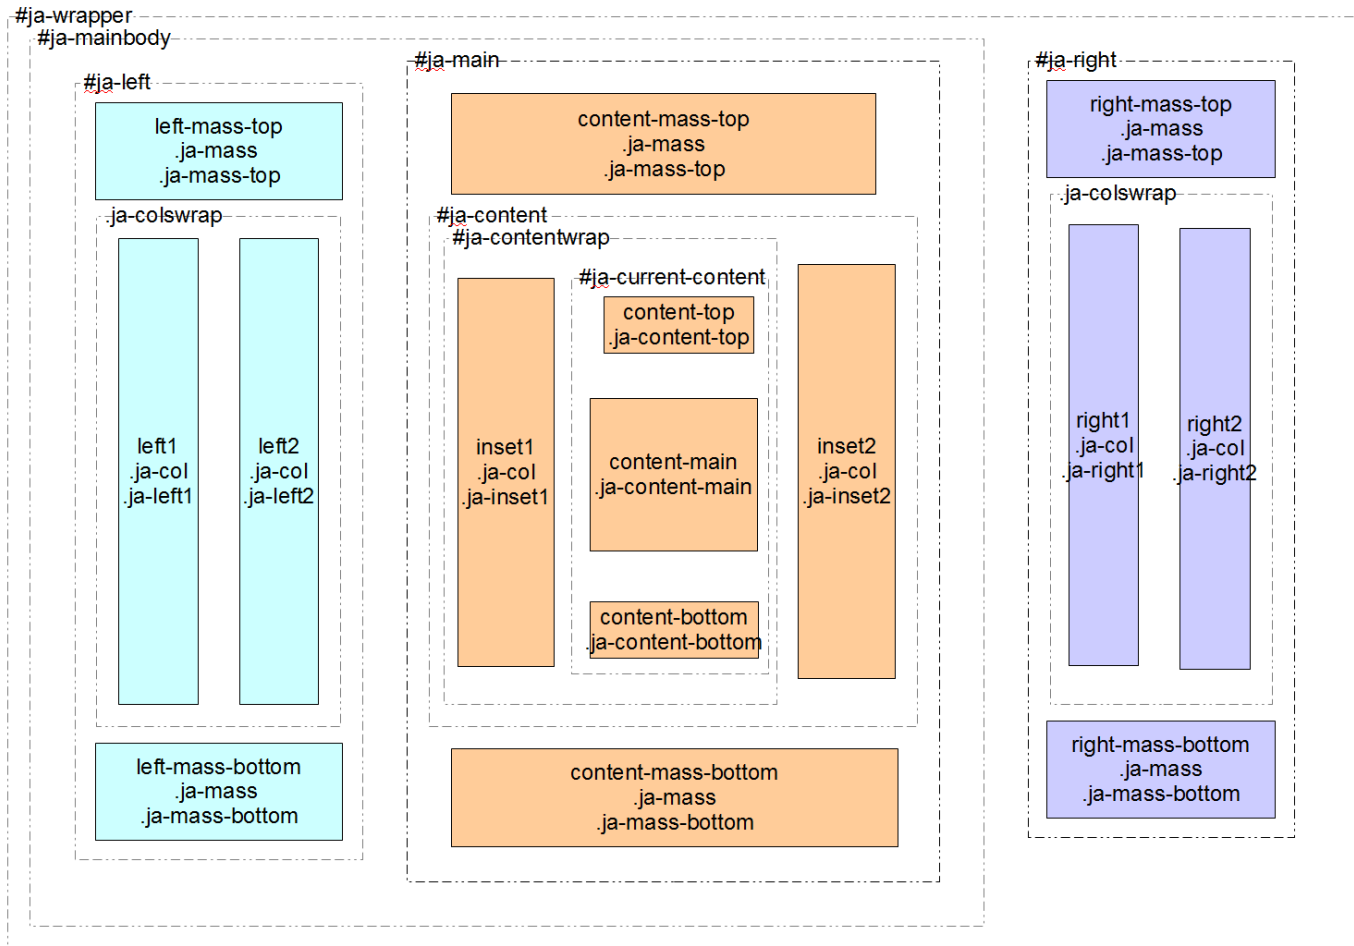 #ja-wrapper
#ja-mainbody
#ja-left
left-mass-top
.ja-mass
.ja-mass-top
.ja-colswrap
left1
.ja-col
.ja-left1
left2
.ja-col
.ja-left2
left-mass-bottom
.ja-mass
.ja-mass-bottom
#ja-main
content-mass-top
.ja-mass
.ja-mass-top
#ja-content
#ja-contentwrap
inset1
.ja-col
.ja-inset1
#ja-current-content
content-top
.ja-content-top
content-main
.ja-content-main
content-bottom
.ja-content-bottom
inset2
.ja-col
.ja-inset2
content-mass-bottom
.ja-mass
.ja-mass-bottom
#ja-right
right-mass-top
.ja-mass
.ja-mass-top
.ja-colswrap
right1
.ja-col
.ja-right1
right2
.ja-col
.ja-right2
right-mass-bottom
.ja-mass
.ja-mass-bottom